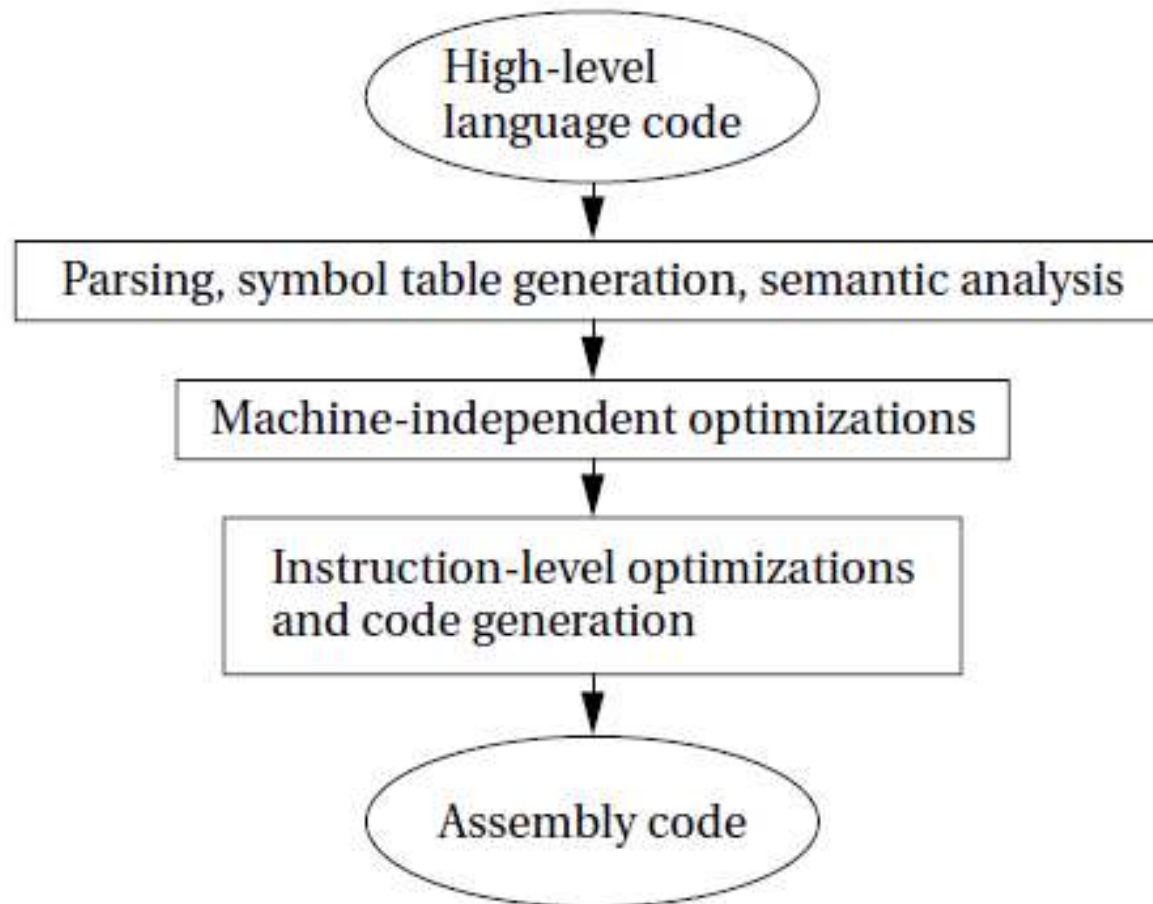 High-level
language code
Parsing, symbol table generation, semantic analysis
Machine-independent optimizations
Instruction-level optimizations
and code generation
Assembly code